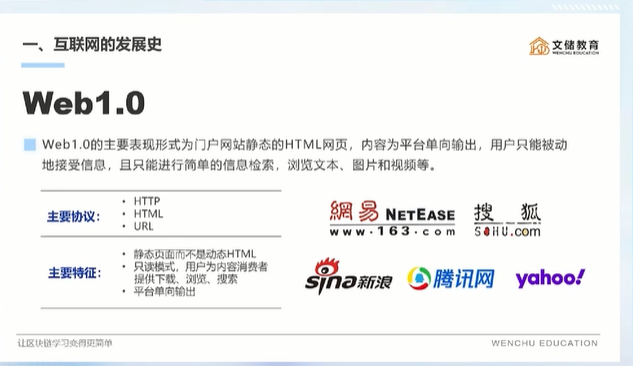 一、互联网的发展史
文储教育
WENCHU EDUCATION
Web1.0
Web1.0的主要表现形式为门户网站静态的HTML网页，内容为平台单向输出，用户只能被动
地接受信息，且只能进行简单的信息检索，浏览文本、图片和视频等。
主要协议：
• HTTP
• HTML
• URL
主要特征：
• 静态页面而不是动态HTML
• 只读模式，用户为内容消费者
提供下载、浏览、搜索
• 平台单向输出
網易 NETEASE
www.163.com
搜狐
SOHU.com
sina新浪
腾讯网
yahoo!
让区块链学习变得更简单
WENCHU EDUCATION